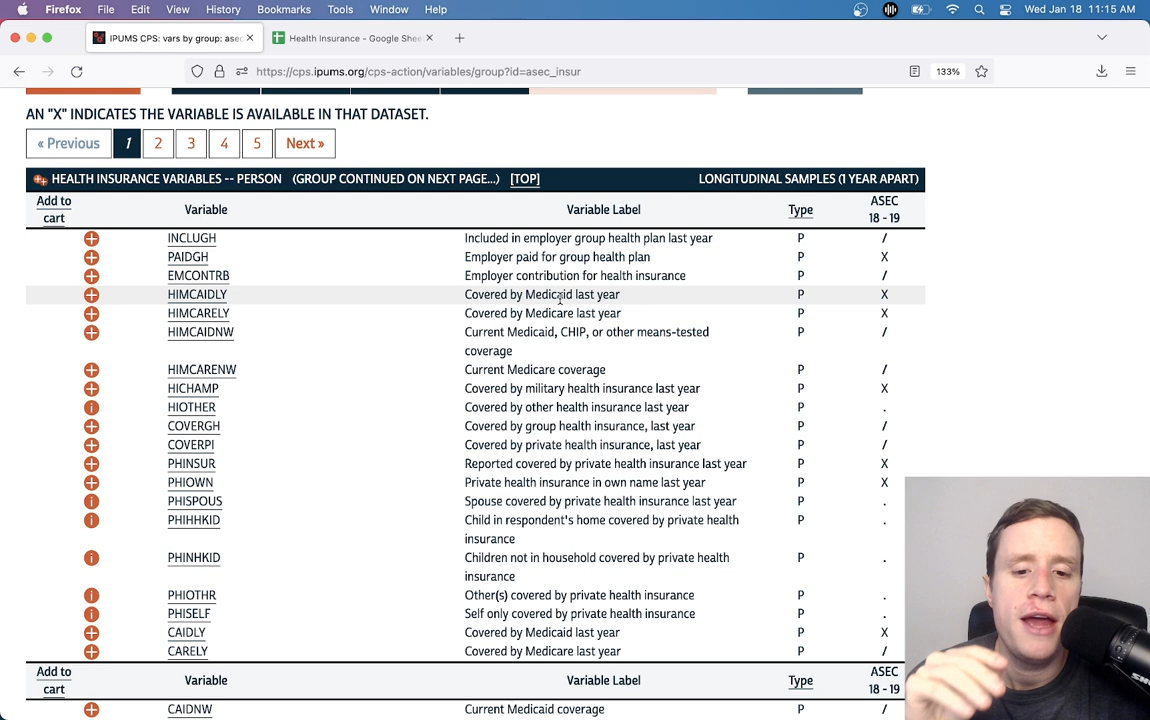 Firefox File Edit View History Bookmarks Tools Window Help Wed Jan 18 11:15 AM
IPUMS CPS: vars by group: asec Health Insurance - Google Shee
https://cps.ipums.org/cps-action/variables/group?id=asec_insur 133%
AN "X" INDICATES THE VARIABLE IS AVAILABLE IN THAT DATASET.
« Previous 1 2 3 4 5 Next »
HEALTH INSURANCE VARIABLES -- PERSON (GROUP CONTINUED ON NEXT PAGE...) [TOP] LONGITUDINAL SAMPLES (1 YEAR APART)
Add to cart Variable Variable Label Type ASEC 18 - 19
INCLUGH Included in employer group health plan last year P /
PAIDGH Employer paid for group health plan P X
EMCONTRB Employer contribution for health insurance P /
HIMCAIDLY Covered by Medicaid last year P X
HIMCARELY Covered by Medicare last year P X
HIMCAIDNW Current Medicaid, CHIP, or other means-tested P /
coverage
HIMCARENW Current Medicare coverage P /
HICHAMP Covered by military health insurance last year P X
HIOTHER Covered by other health insurance last year P .
COVERGH Covered by group health insurance, last year P /
COVERPI Covered by private health insurance, last year P /
PHINSUR Reported covered by private health insurance last year P X
PHIOWN Private health insurance in own name last year P X
PHISPOUS Spouse covered by private health insurance last year P .
PHIHHKID Child in respondent's home covered by private health P .
insurance
PHINHKID Children not in household covered by private health P .
insurance
PHIOTHR Other(s) covered by private health insurance P .
PHISELF Self only covered by private health insurance P .
CAIDLY Covered by Medicaid last year P X
CARELY Covered by Medicare last year P /
Add to cart Variable Variable Label Type ASEC 18 - 19
CAIDNW Current Medicaid coverage P /